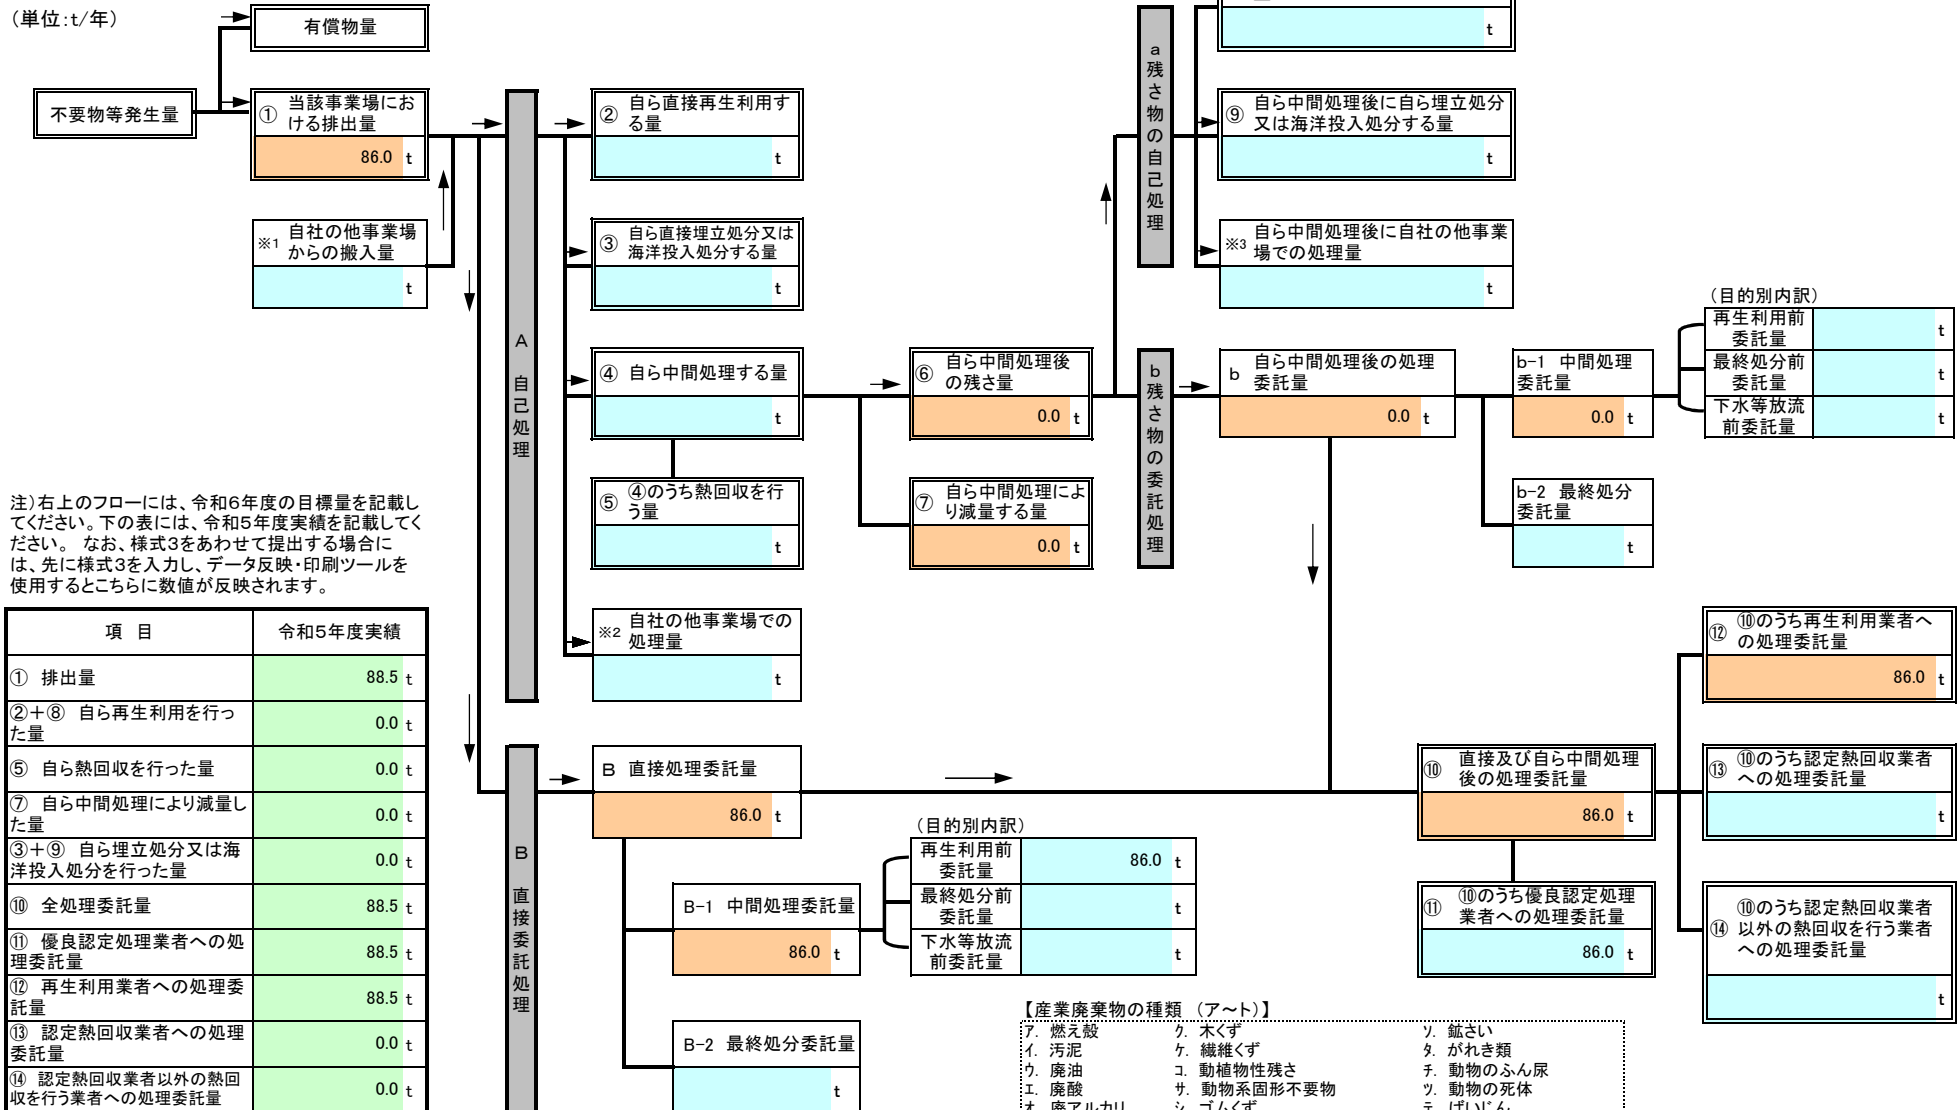 （単位：ｔ/年）
有償物量
不要物等発生量
① 当該事業場にお
ける排出量
86.0 t
※1 自社の他事業場
からの搬入量
t
Ａ 自己処理
② 自ら直接再生利用す
る量
t
③ 自ら直接埋立処分又は
海洋投入処分する量
t
④ 自ら中間処理する量
t
⑤ ④のうち熱回収を行
う量
t
※2 自社の他事業場での
処理量
t
⑥ 自ら中間処理後
の残さ量
0.0 t
⑦ 自ら中間処理によ
り減量する量
0.0 t
ａ 残さ物の自己処理
t
⑨ 自ら中間処理後に自ら埋立処分
又は海洋投入処分する量
t
※3 自ら中間処理後に自社の他事業
場での処理量
t
ｂ 残さ物の委託処理
ｂ 自ら中間処理後の処理
委託量
0.0 t
b-1 中間処理
委託量
0.0 t
b-2 最終処分
委託量
t
（目的別内訳）
再生利用前
委託量
t
最終処分前
委託量
t
下水等放流
前委託量
t
注）右上のフローには、令和６年度の目標量を記載し
てください。下の表には、令和５年度実績を記載してく
ださい。 なお、様式３をあわせて提出する場合に
は、先に様式３を入力し、データ反映・印刷ツールを
使用するとこちらに数値が反映されます。
項 目 令和５年度実績
① 排出量 88.5 t
②＋⑧ 自ら再生利用を行っ
た量 0.0 t
⑤ 自ら熱回収を行った量 0.0 t
⑦ 自ら中間処理により減量し
た量 0.0 t
③＋⑨ 自ら埋立処分又は海
洋投入処分を行った量 0.0 t
⑩ 全処理委託量 88.5 t
⑪ 優良認定処理業者への処
理委託量 88.5 t
⑫ 再生利用業者への処理委
託量 88.5 t
⑬ 認定熱回収業者への処理
委託量 0.0 t
⑭ 認定熱回収業者以外の熱回
収を行う業者への処理委託量 0.0 t
Ｂ 直接委託処理
Ｂ 直接処理委託量
86.0 t
B-1 中間処理委託量
86.0 t
B-2 最終処分委託量
t
（目的別内訳）
再生利用前
委託量
86.0 t
最終処分前
委託量
t
下水等放流
前委託量
t
⑩ 直接及び自ら中間処理
後の処理委託量
86.0 t
⑪ ⑩のうち優良認定処理
業者への処理委託量
86.0 t
⑫ ⑩のうち再生利用業者へ
の処理委託量
86.0 t
⑬ ⑩のうち認定熱回収業者
への処理委託量
t
⑭ ⑩のうち認定熱回収業者
以外の熱回収を行う業者
への処理委託量
t
【産業廃棄物の種類 （ア～ト）】
ア. 燃え殻 ク. 木くず ソ. 鉱さい
イ. 汚泥 ケ. 繊維くず タ. がれき類
ウ. 廃油 コ. 動植物性残さ チ. 動物のふん尿
エ. 廃酸 サ. 動物系固形不要物 ツ. 動物の死体
オ. 廃アルカリ シ. ゴムくず テ. ばいじん